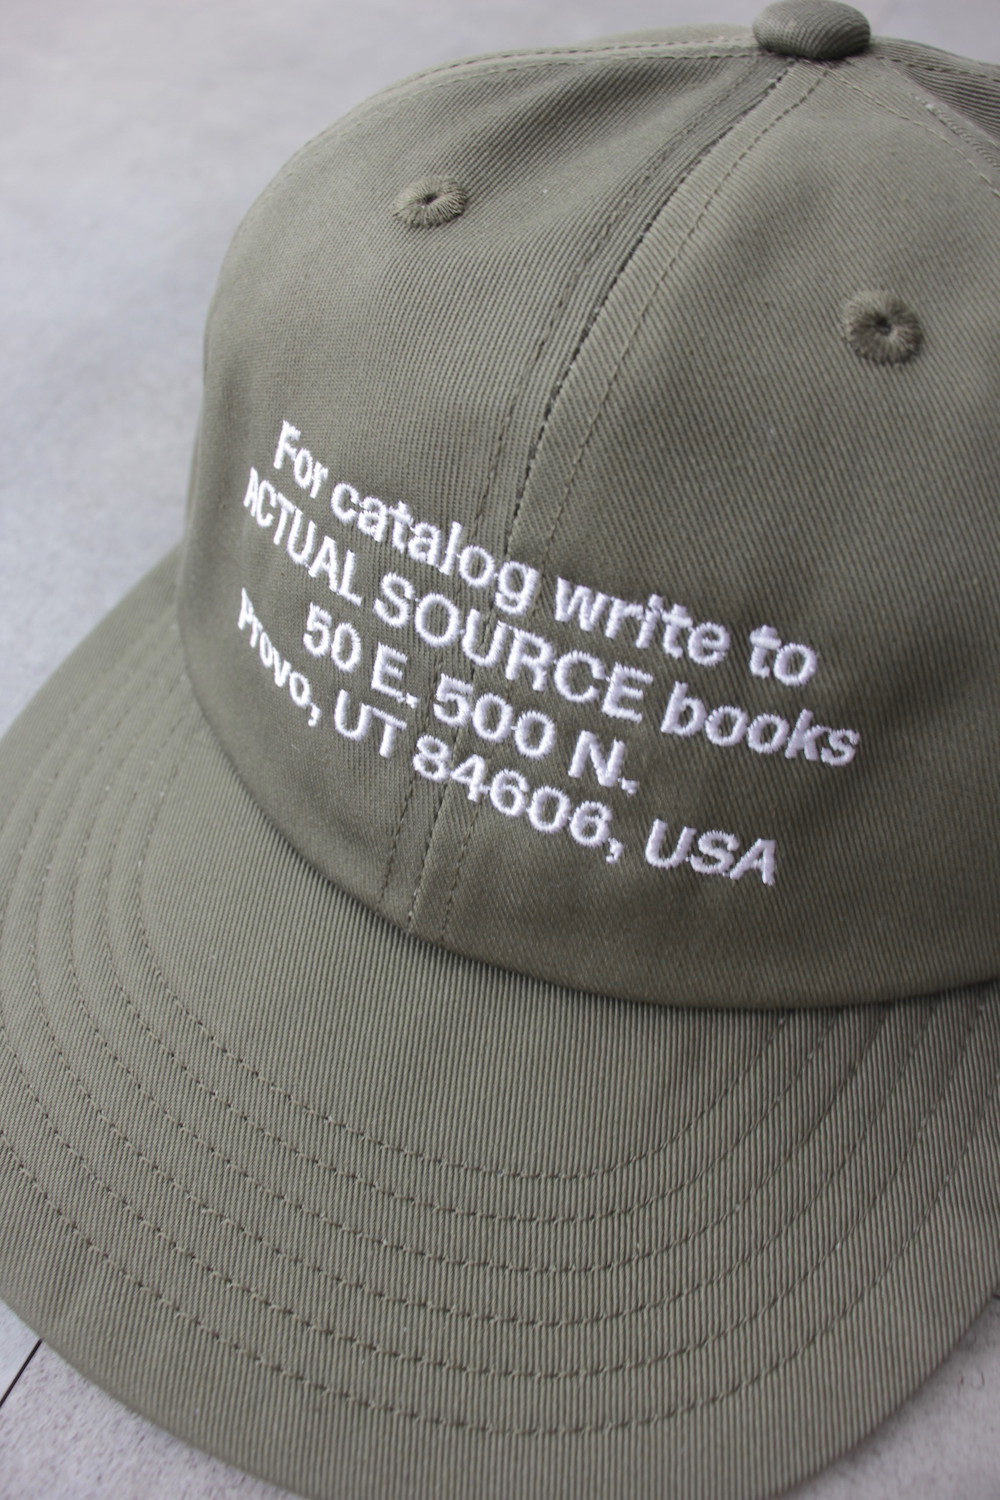 For catalog write to
ACTUAL SOURCE books
50 E. 500 N.
Provo, UT 84606, USA